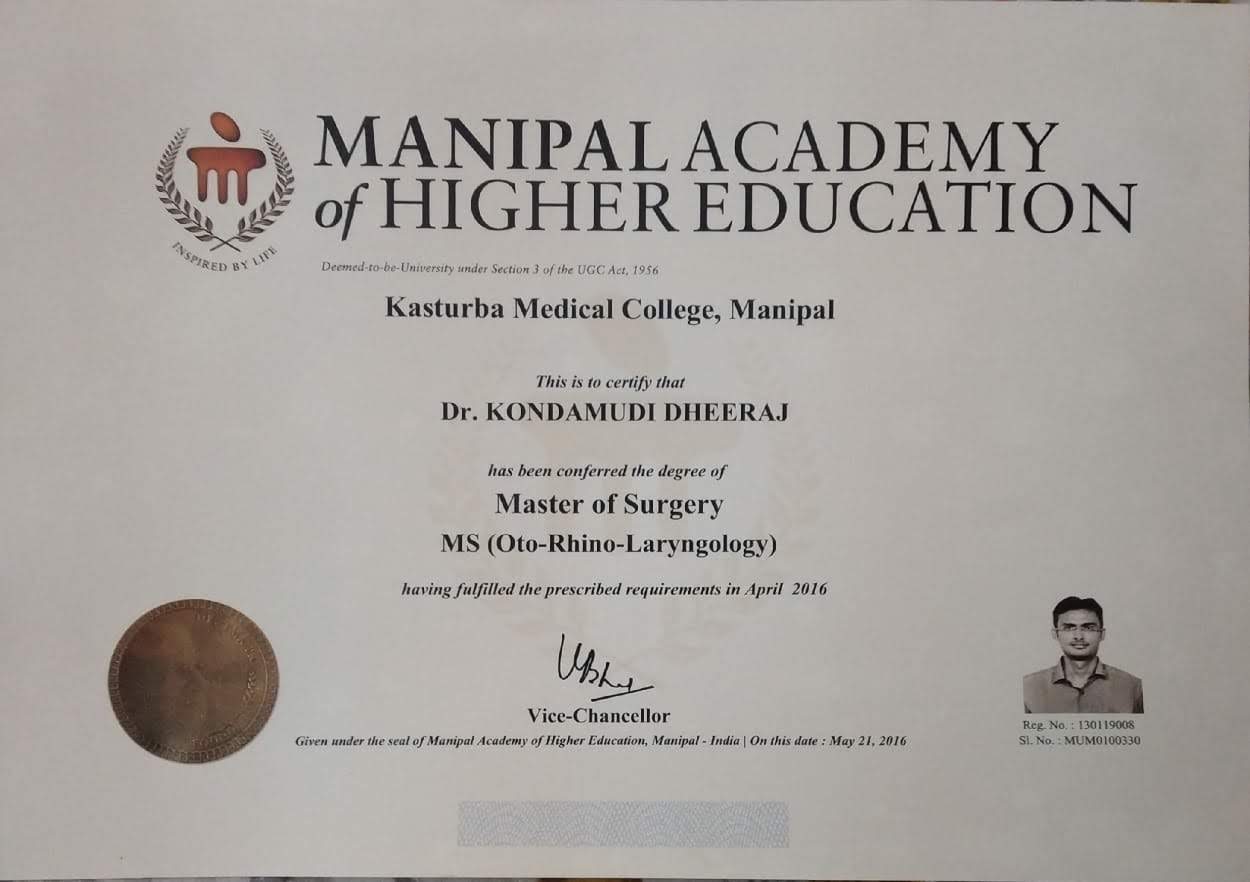 MANIPAL ACADEMY
of HIGHER EDUCATION
INSPIRED BY LIFE
Deemed-to-be-University under Section 3 of the UGC Act, 1956
Kasturba Medical College, Manipal
This is to certify that
Dr. KONDAMUDI DHEERAJ
has been conferred the degree of
Master of Surgery
MS (Oto-Rhino-Laryngology)
having fulfilled the prescribed requirements in April 2016
Vice-Chancellor
Reg. No. : 130119008
Sl. No. : MUM0100330
Given under the seal of Manipal Academy of Higher Education, Manipal - India | On this date : May 21, 2016